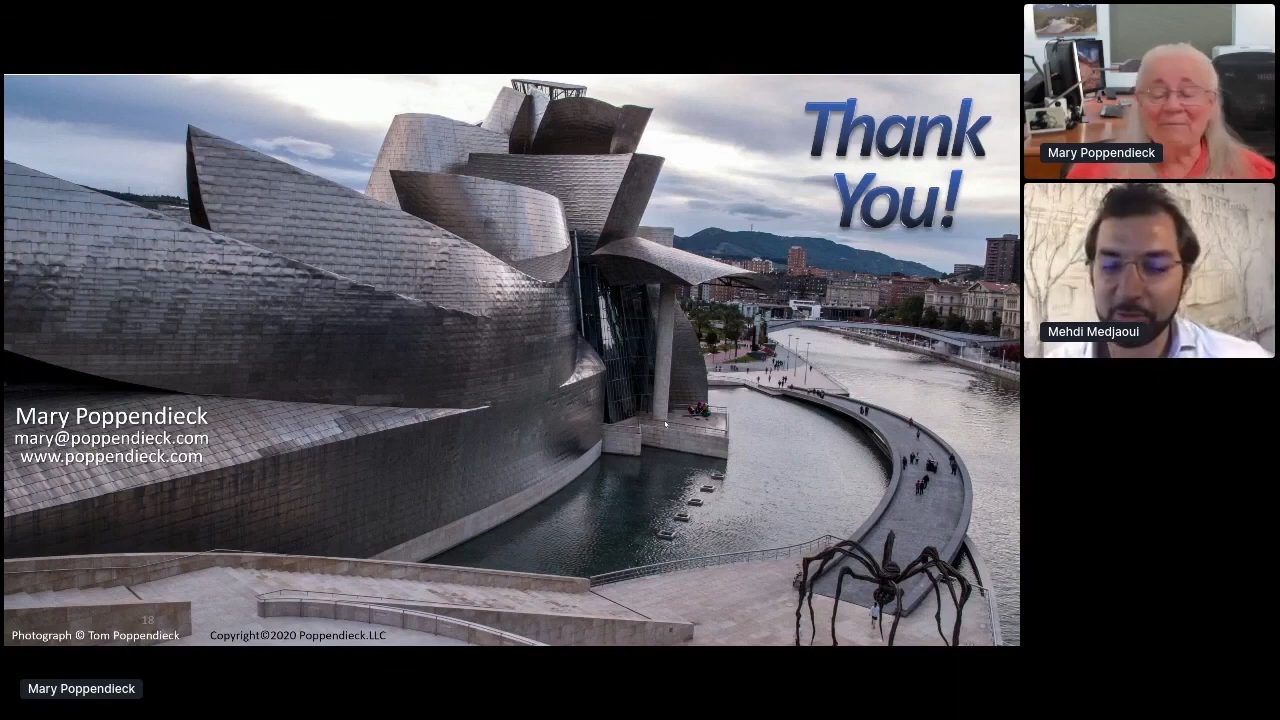 Thank
You!
Mary Poppendieck
mary@poppendieck.com
www.poppendieck.com
18
Photograph © Tom Poppendieck
Copyright©2020 Poppendieck.LLC
Mary Poppendieck
Mehdi Medjaoui
Mary Poppendieck